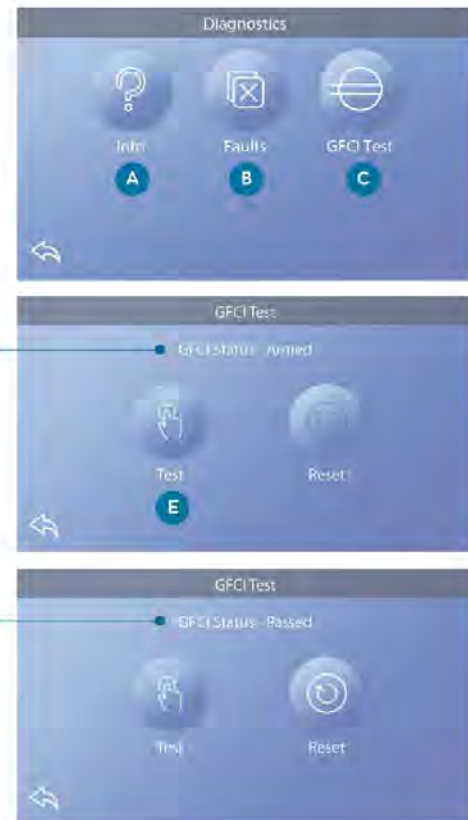 Diagnostics
Info Faults GFCI Test
A B C
GFCI Test
GFCI Status - Armed
Test Reset
E
GFCI Test
GFCI Status - Passed
Test Reset